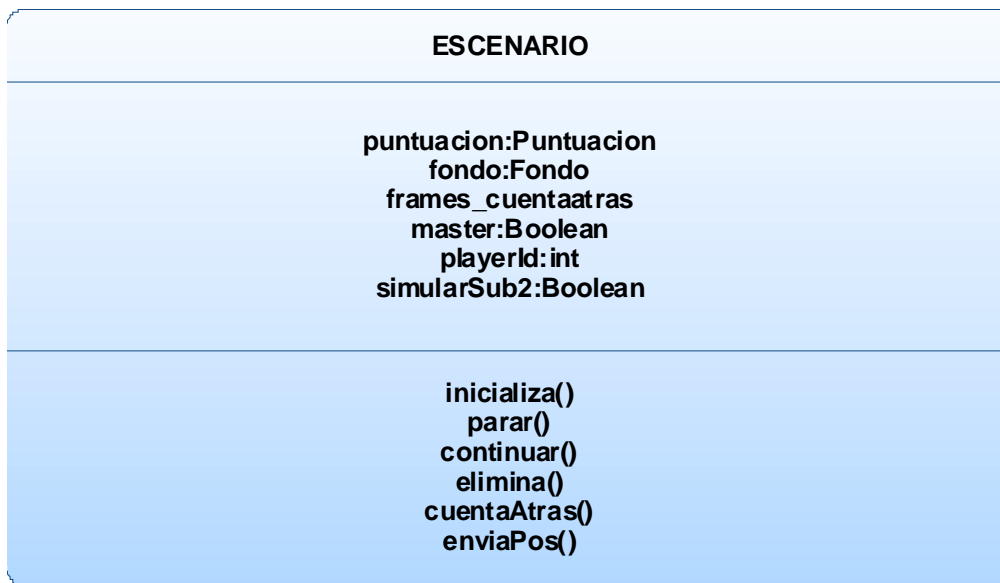 ESCENARIO
puntuacion:Puntuacion
fondo:Fondo
frames_cuentaatras
master:Boolean
playerId:int
simularSub2:Boolean
inicializa()
parar()
continuar()
elimina()
cuentaAtras()
enviaPos()